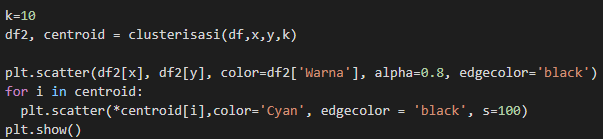 k=10
df2, centroid = clusterisasi(df,x,y,k)
plt.scatter(df2[x], df2[y], color=df2['Warna'], alpha=0.8, edgecolor='black')
for i in centroid:
  plt.scatter(*centroid[i],color='Cyan', edgecolor = 'black', s=100)
plt.show()